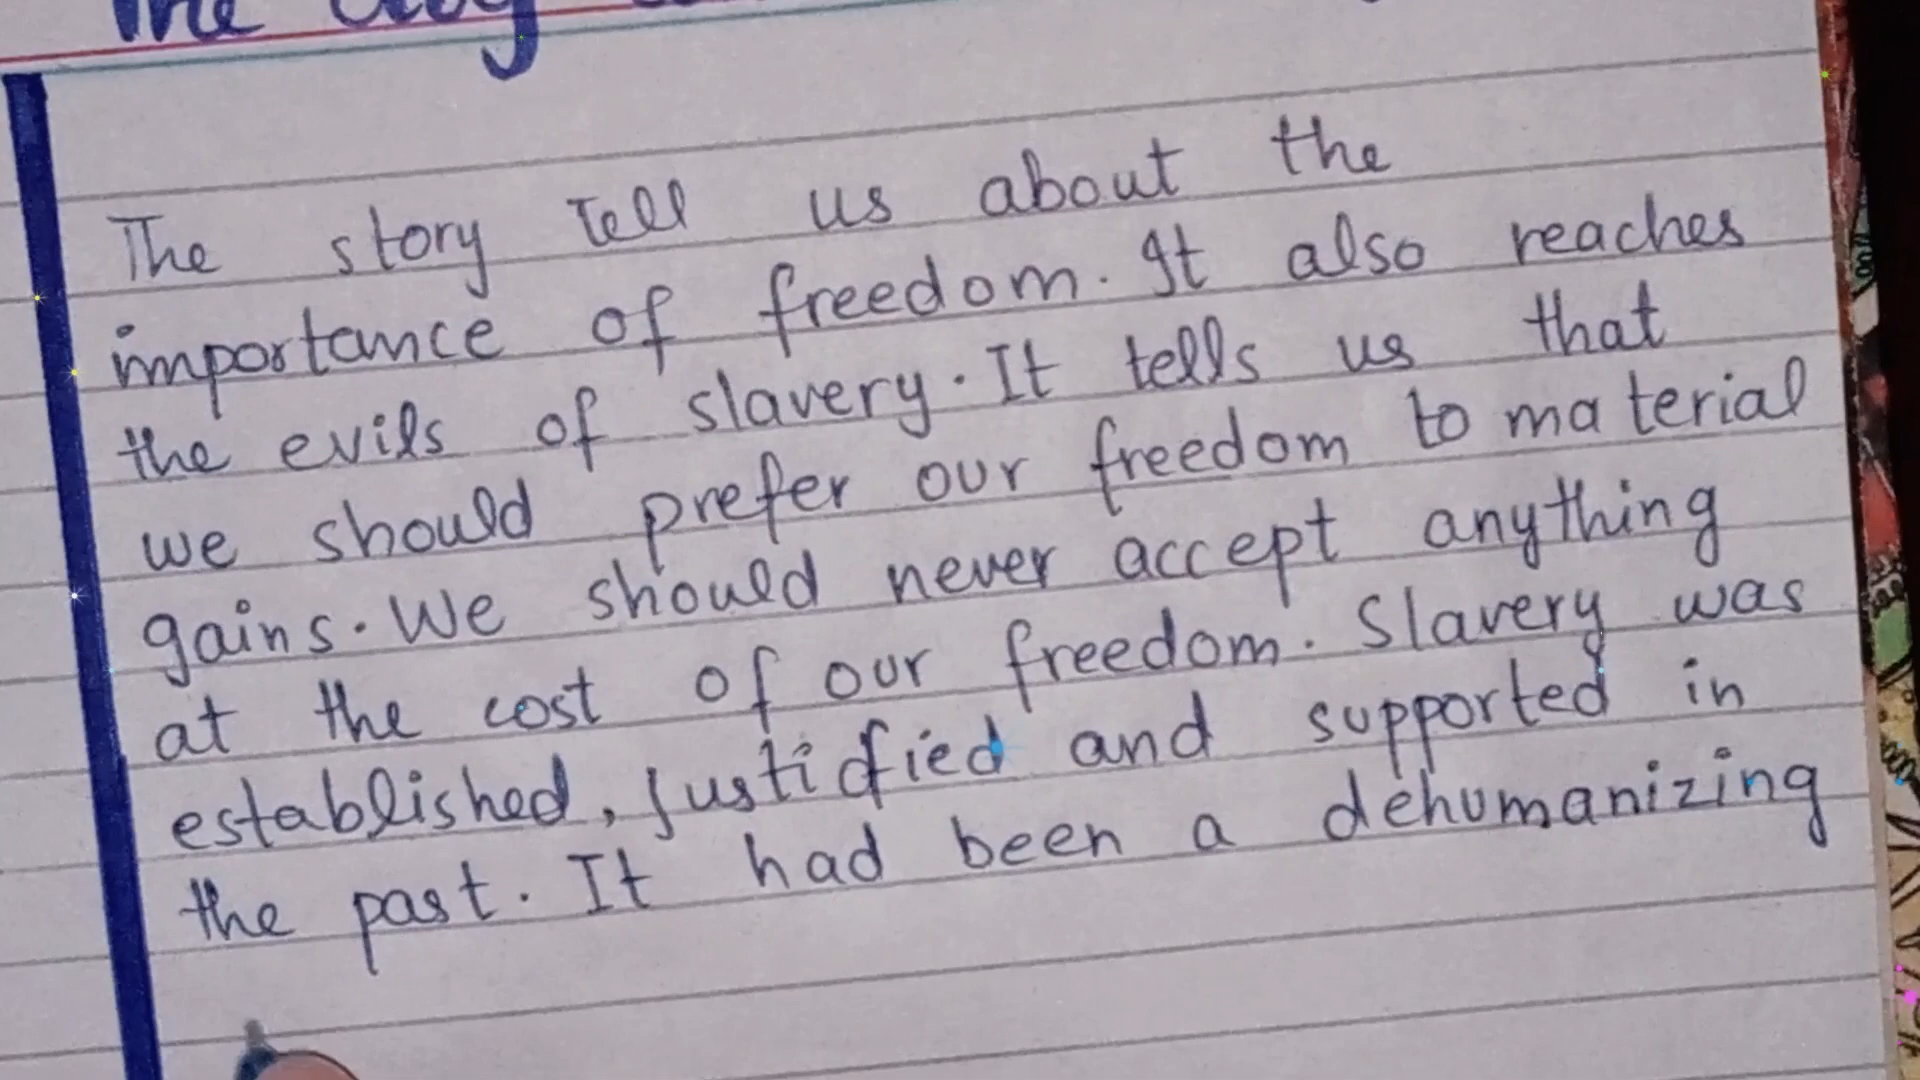 The
The story Tell us about the
importance of freedom. It also reaches
the evils of slavery. It tells us that
we should prefer our freedom to material
gains. We should never accept anything
at the cost of our freedom. Slavery was
established, justidfied and supported in
the past. It had been a dehumanizing